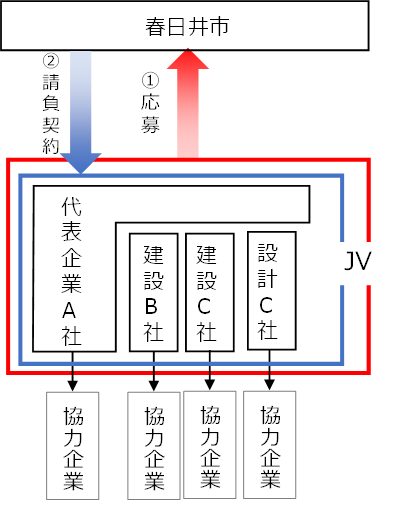 春日井市
②請負契約
①応募
JV
代表企業A社
建設B社
建設C社
設計C社
協力企業
協力企業
協力企業
協力企業